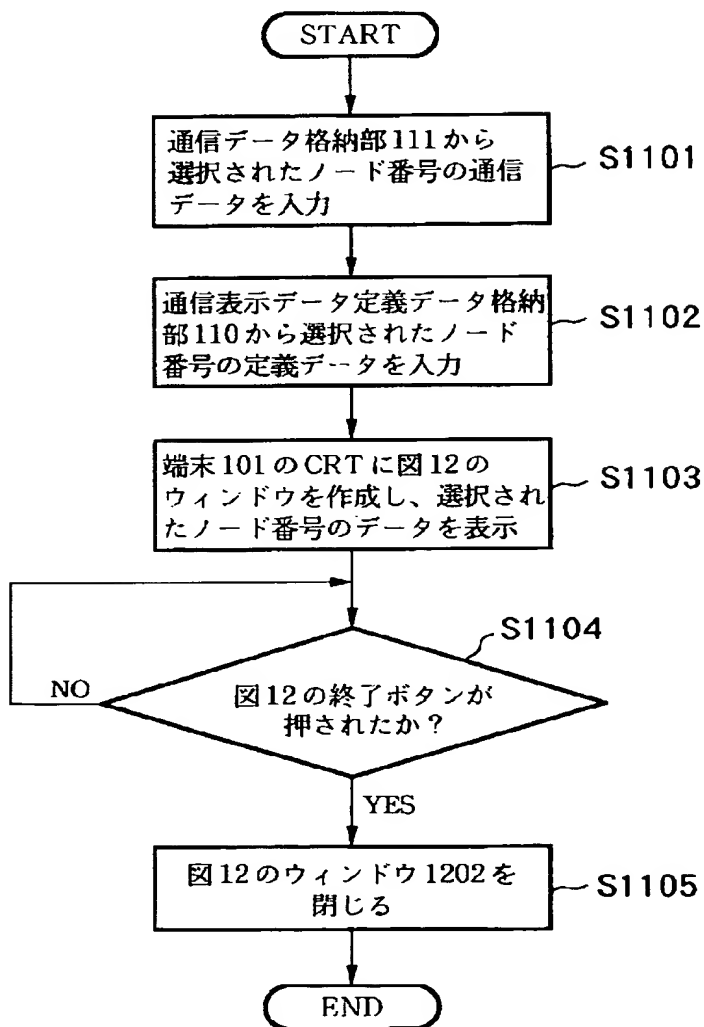 START
通信データ格納部111から
選択されたノード番号の通信
データを入力
S1101
通信表示データ定義データ格納
部110から選択されたノード
番号の定義データを入力
S1102
端末101のCRTに図12の
ウィンドウを作成し、選択され
たノード番号のデータを表示
S1103
S1104
図12の終了ボタンが
押されたか?
NO
YES
図12のウィンドウ1202を
閉じる
S1105
END